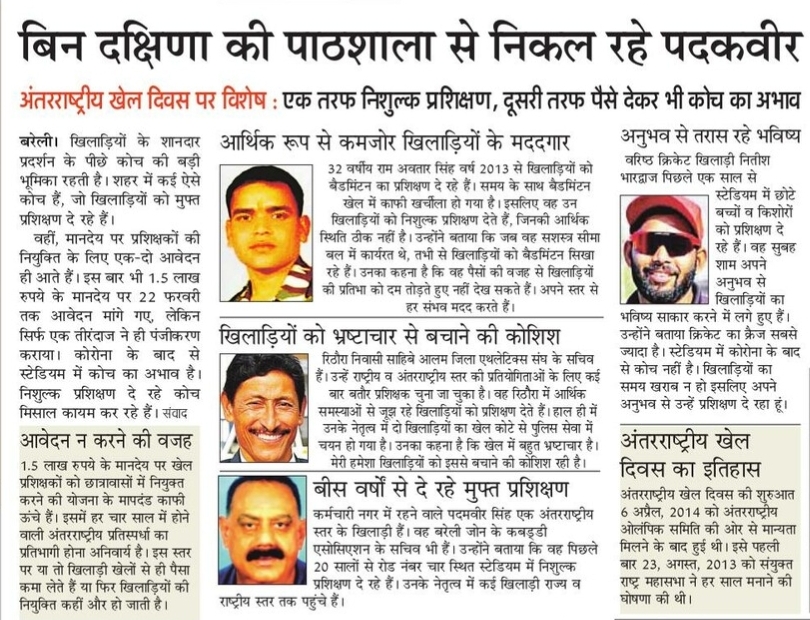 बिन दक्षिणा की पाठशाला से निकल रहे पदकवीर
अंतरराष्ट्रीय खेल दिवस पर विशेष : एक तरफ निशुल्क प्रशिक्षण, दूसरी तरफ पैसे देकर भी कोच का अभाव
बरेली। खिलाड़ियों के शानदार
प्रदर्शन के पीछे कोच की बड़ी
भूमिका रहती है। शहर में कई ऐसे
कोच हैं, जो खिलाड़ियों को मुफ्त
प्रशिक्षण दे रहे हैं।
वहीं, मानदेय पर प्रशिक्षकों की
नियुक्ति के लिए एक-दो आवेदन
ही आते हैं। इस बार भी 1.5 लाख
रुपये के मानदेय पर 22 फरवरी
तक आवेदन मांगे गए, लेकिन
सिर्फ एक तीरंदाज ने ही पंजीकरण
कराया। कोरोना के बाद से
स्टेडियम में कोच का अभाव है।
निशुल्क प्रशिक्षण दे रहे कोच
मिसाल कायम कर रहे हैं। संवाद
आवेदन न करने की वजह
1.5 लाख रुपये के मानदेय पर खेल
प्रशिक्षकों को छात्रावासों में नियुक्त
करने की योजना के मापदंड काफी
ऊंचे हैं। इसमें हर चार साल में होने
वाली अंतरराष्ट्रीय प्रतिस्पर्धा का
प्रतिभागी होना अनिवार्य है। इस स्तर
पर या तो खिलाड़ी खेलों से ही पैसा
कमा लेते हैं या फिर खिलाड़ियों की
नियुक्ति कहीं और हो जाती है।
आर्थिक रूप से कमजोर खिलाड़ियों के मददगार
32 वर्षीय राम अवतार सिंह वर्ष 2013 से खिलाड़ियों को
बैडमिंटन का प्रशिक्षण दे रहे हैं। समय के साथ बैडमिंटन
खेल में काफी खर्चीला हो गया है। इसलिए वह उन
खिलाड़ियों को निशुल्क प्रशिक्षण देते हैं, जिनकी आर्थिक
स्थिति ठीक नहीं है। उन्होंने बताया कि जब वह सशस्त्र सीमा
बल में कार्यरत थे, तभी से खिलाड़ियों को बैडमिंटन सिखा
रहे हैं। उनका कहना है कि वह पैसों की वजह से खिलाड़ियों
की प्रतिभा को दम तोड़ते हुए नहीं देख सकते हैं। अपने स्तर से
हर संभव मदद करते हैं।
खिलाड़ियों को भ्रष्टाचार से बचाने की कोशिश
रिठौरा निवासी साहिबे आलम जिला एथलेटिक्स संघ के सचिव
हैं। उन्हें राष्ट्रीय व अंतरराष्ट्रीय स्तर की प्रतियोगिताओं के लिए कई
बार बतौर प्रशिक्षक चुना जा चुका है। वह रिठौरा में आर्थिक
समस्याओं से जूझ रहे खिलाड़ियों को प्रशिक्षण देते हैं। हाल ही में
उनके नेतृत्व में दो खिलाड़ियों का खेल कोटे से पुलिस सेवा में
चयन हो गया है। उनका कहना है कि खेल में बहुत भ्रष्टाचार है।
मेरी हमेशा खिलाड़ियों को इससे बचाने की कोशिश रही है।
बीस वर्षों से दे रहे मुफ्त प्रशिक्षण
कर्मचारी नगर में रहने वाले पदमवीर सिंह एक अंतरराष्ट्रीय
स्तर के खिलाड़ी हैं। वह बरेली जोन के कबड्डी
एसोसिएशन के सचिव भी हैं। उन्होंने बताया कि वह पिछले
20 सालों से रोड नंबर चार स्थित स्टेडियम में निशुल्क
प्रशिक्षण दे रहे हैं। उनके नेतृत्व में कई खिलाड़ी राज्य व
राष्ट्रीय स्तर तक पहुंचे हैं।
अनुभव से तरास रहे भविष्य
वरिष्ठ क्रिकेट खिलाड़ी नितीश
भारद्वाज पिछले एक साल से
स्टेडियम में छोटे
बच्चों व किशोरों
को प्रशिक्षण दे
रहे हैं। वह सुबह
शाम अपने
अनुभव से
खिलाड़ियों का
भविष्य साकार करने में लगे हुए हैं।
उन्होंने बताया क्रिकेट का क्रैज सबसे
ज्यादा है। स्टेडियम में कोरोना के बाद
से कोच नहीं है। खिलाड़ियों का
समय खराब न हो इसलिए अपने
अनुभव से उन्हें प्रशिक्षण दे रहा हूं।
अंतरराष्ट्रीय खेल
दिवस का इतिहास
अंतरराष्ट्रीय खेल दिवस की शुरुआत
6 अप्रैल, 2014 को अंतरराष्ट्रीय
ओलंपिक समिति की ओर से मान्यता
मिलने के बाद हुई थी। इसे पहली
बार 23, अगस्त, 2013 को संयुक्त
राष्ट्र महासभा ने हर साल मनाने की
घोषणा की थी।